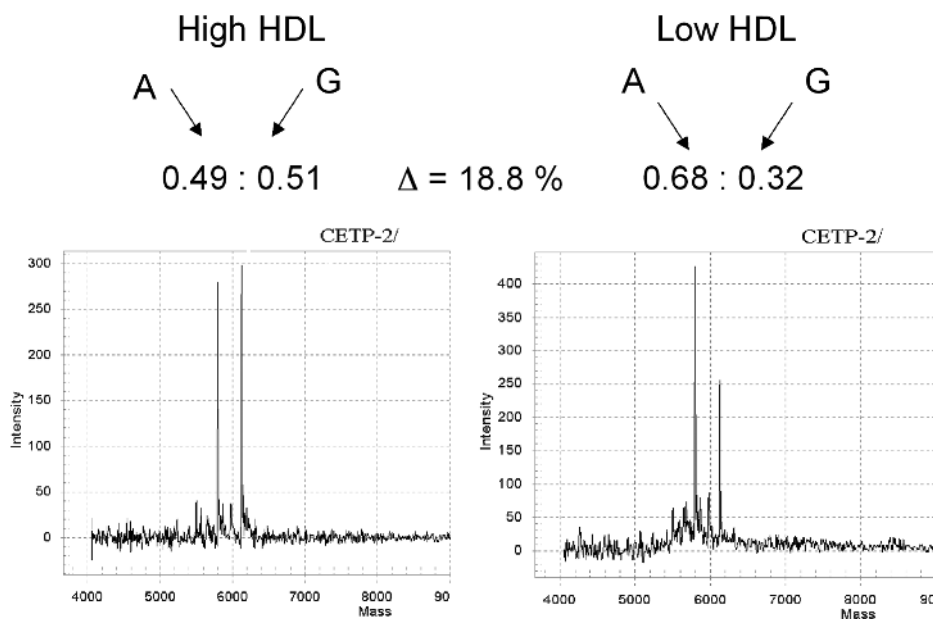 High HDL
Low HDL
A
G
A
G
0.49 : 0.51
Δ = 18.8 %
0.68 : 0.32
CETP-2/
300
250
200
150
100
50
0
Intensity
4000
5000
6000
7000
8000
90
Mass
CETP-2/
400
350
300
250
200
150
100
50
0
Intensity
4000
5000
6000
7000
8000
90
Mass